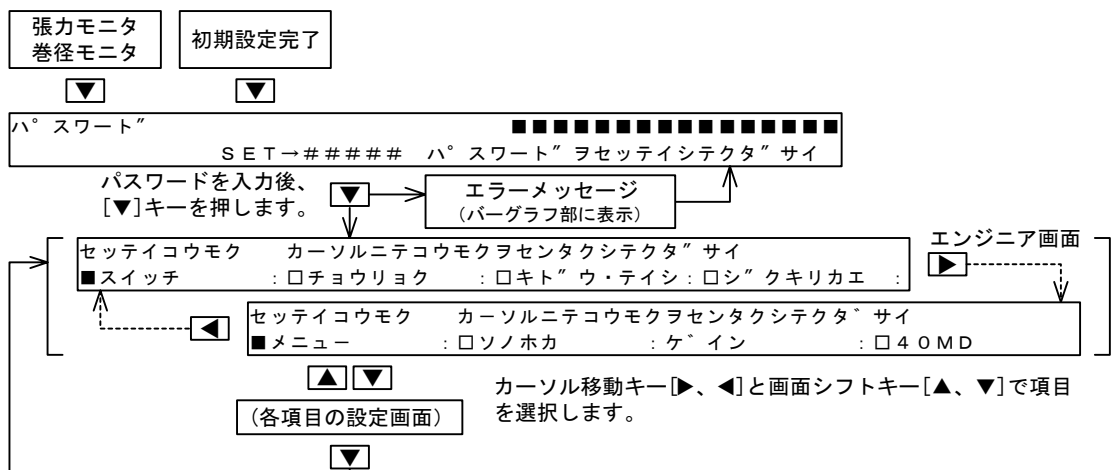 張力モニタ
巻径モニタ
初期設定完了
▼
▼
ハ゜スワート″ ■■■■■■■■■■■■■■■■
SET→##### ハ゜スワート″ヲセッテイシテクタ″サイ
パスワードを入力後、
[▼]キーを押します。
▼
エラーメッセージ
(バーグラフ部に表示)
セッテイコウモク カーソルニテコウモクヲセンタクシテクタ″サイ
■スイッチ :□チョウリョク :□キト″ウ・テイシ:□シ″クキリカエ :
エンジニア画面
▶
◀
セッテイコウモク カーソルニテコウモクヲセンタクシテクタ゛サイ
■メニュー :□ソノホカ :ケ゛イン :□40MD
▲ ▼
カーソル移動キー[▶、◀]と画面シフトキー[▲、▼]で項目
を選択します。
(各項目の設定画面)
▼